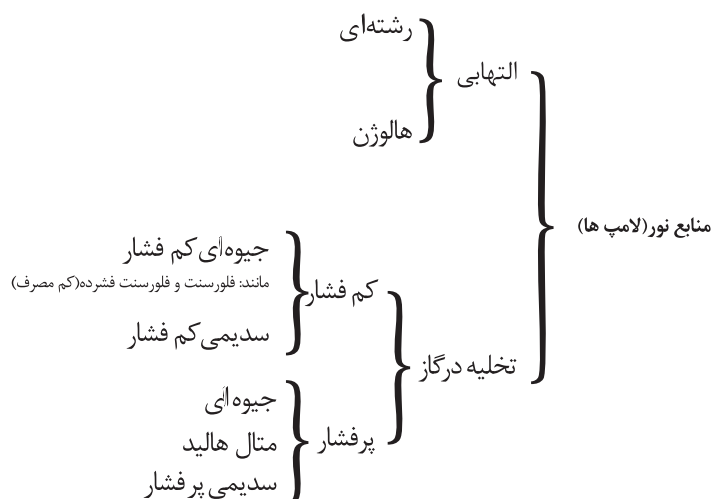 منابع نور(لامپ ها)
التهابی
رشته‌ای
هالوژن
تخلیه درگاز
کم فشار
جیوه‌ای کم فشار
مانند: فلورسنت و فلورسنت فشرده(کم مصرف)
سدیمی کم فشار
پرفشار
جیوه ای
متال هالید
سدیمی پر فشار